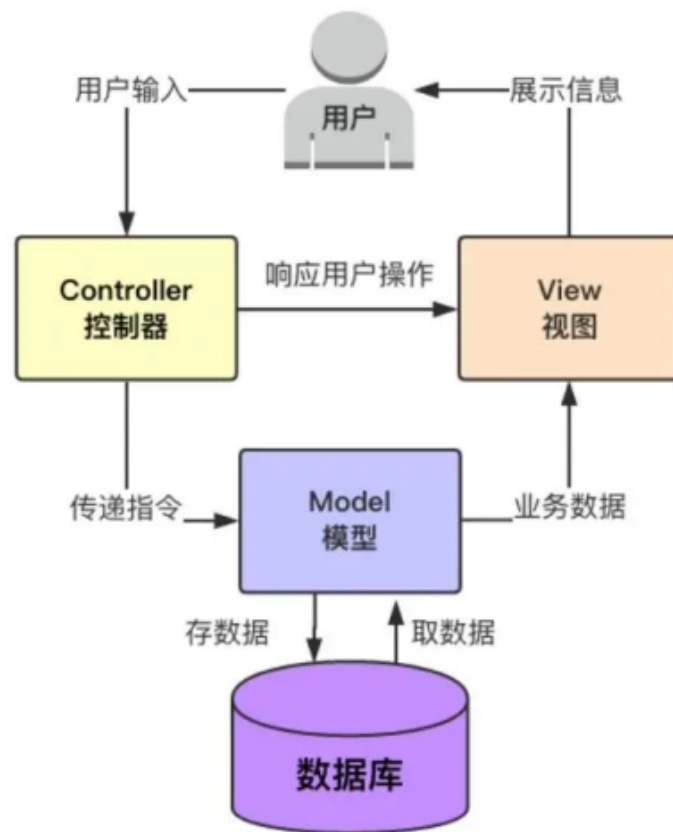 用户输入
用户
展示信息
Controller
控制器
响应用户操作
View
视图
传递指令
Model
模型
业务数据
存数据
取数据
数据库